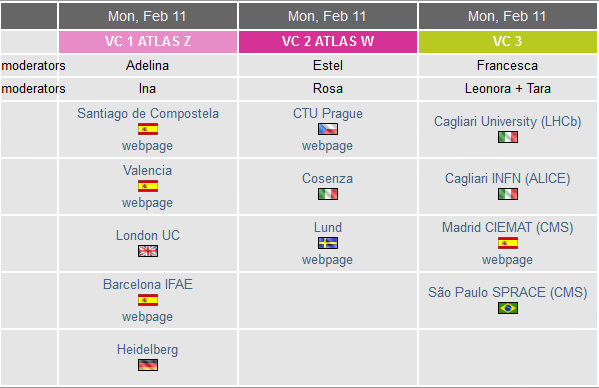 Mon, Feb 11 Mon, Feb 11 Mon, Feb 11
VC 1 ATLAS Z VC 2 ATLAS W VC 3
moderators Adelina Estel Francesca
moderators Ina Rosa Leonora + Tara
Santiago de Compostela
webpage
CTU Prague
webpage
Cagliari University (LHCb)
Valencia
webpage
Cosenza
Cagliari INFN (ALICE)
London UC
Lund
webpage
Madrid CIEMAT (CMS)
webpage
Barcelona IFAE
webpage
São Paulo SPRACE (CMS)
Heidelberg